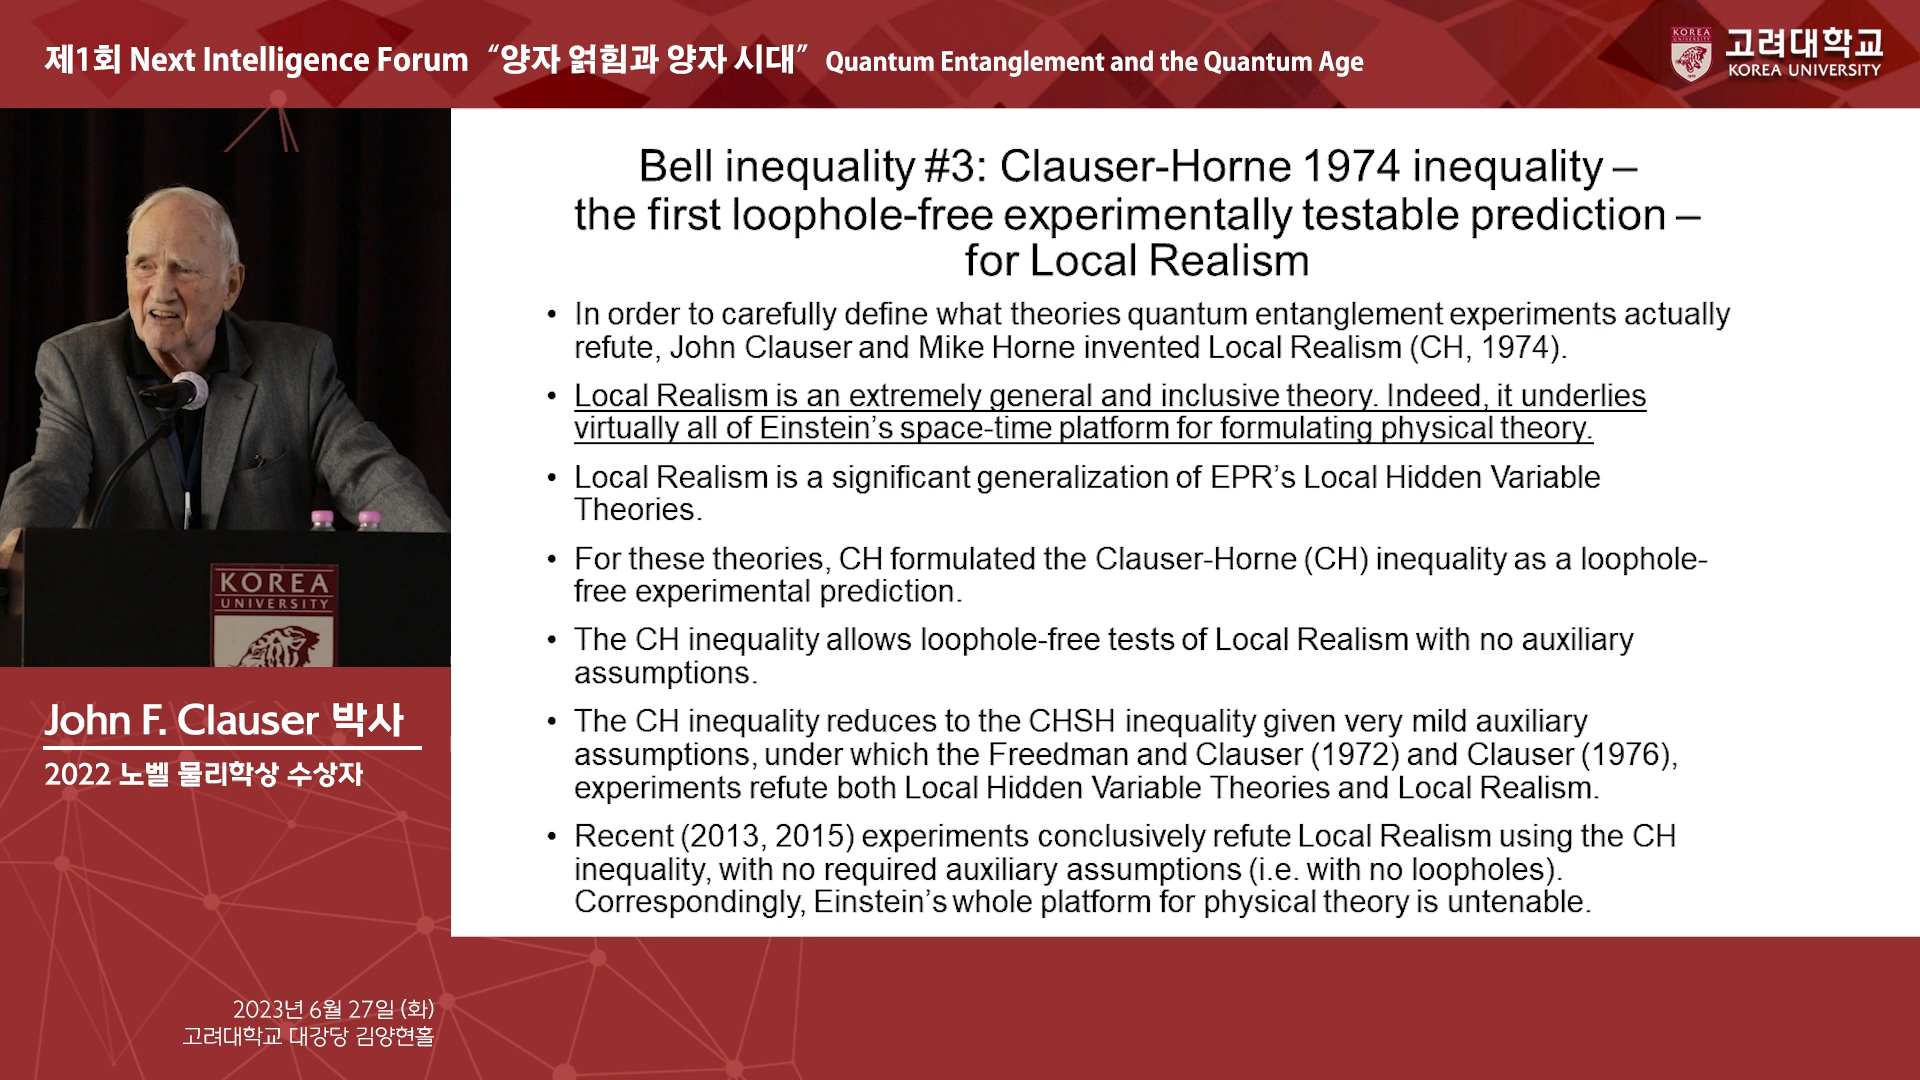 제1회 Next Intelligence Forum “양자 얽힘과 양자 시대” Quantum Entanglement and the Quantum Age
KOREA
UNIVERSITY
고려대학교
KOREA UNIVERSITY
Bell inequality #3: Clauser-Horne 1974 inequality –
the first loophole-free experimentally testable prediction –
for Local Realism
• In order to carefully define what theories quantum entanglement experiments actually
refute, John Clauser and Mike Horne invented Local Realism (CH, 1974).
• Local Realism is an extremely general and inclusive theory. Indeed, it underlies
virtually all of Einstein’s space-time platform for formulating physical theory.
• Local Realism is a significant generalization of EPR’s Local Hidden Variable
Theories.
• For these theories, CH formulated the Clauser-Horne (CH) inequality as a loophole-
free experimental prediction.
• The CH inequality allows loophole-free tests of Local Realism with no auxiliary
assumptions.
• The CH inequality reduces to the CHSH inequality given very mild auxiliary
assumptions, under which the Freedman and Clauser (1972) and Clauser (1976),
experiments refute both Local Hidden Variable Theories and Local Realism.
• Recent (2013, 2015) experiments conclusively refute Local Realism using the CH
inequality, with no required auxiliary assumptions (i.e. with no loopholes).
Correspondingly, Einstein’s whole platform for physical theory is untenable.
KOREA
UNIVERSITY
John F. Clauser 박사
2022 노벨 물리학상 수상자
2023년 6월 27일 (화)
고려대학교 대강당 김양현홀